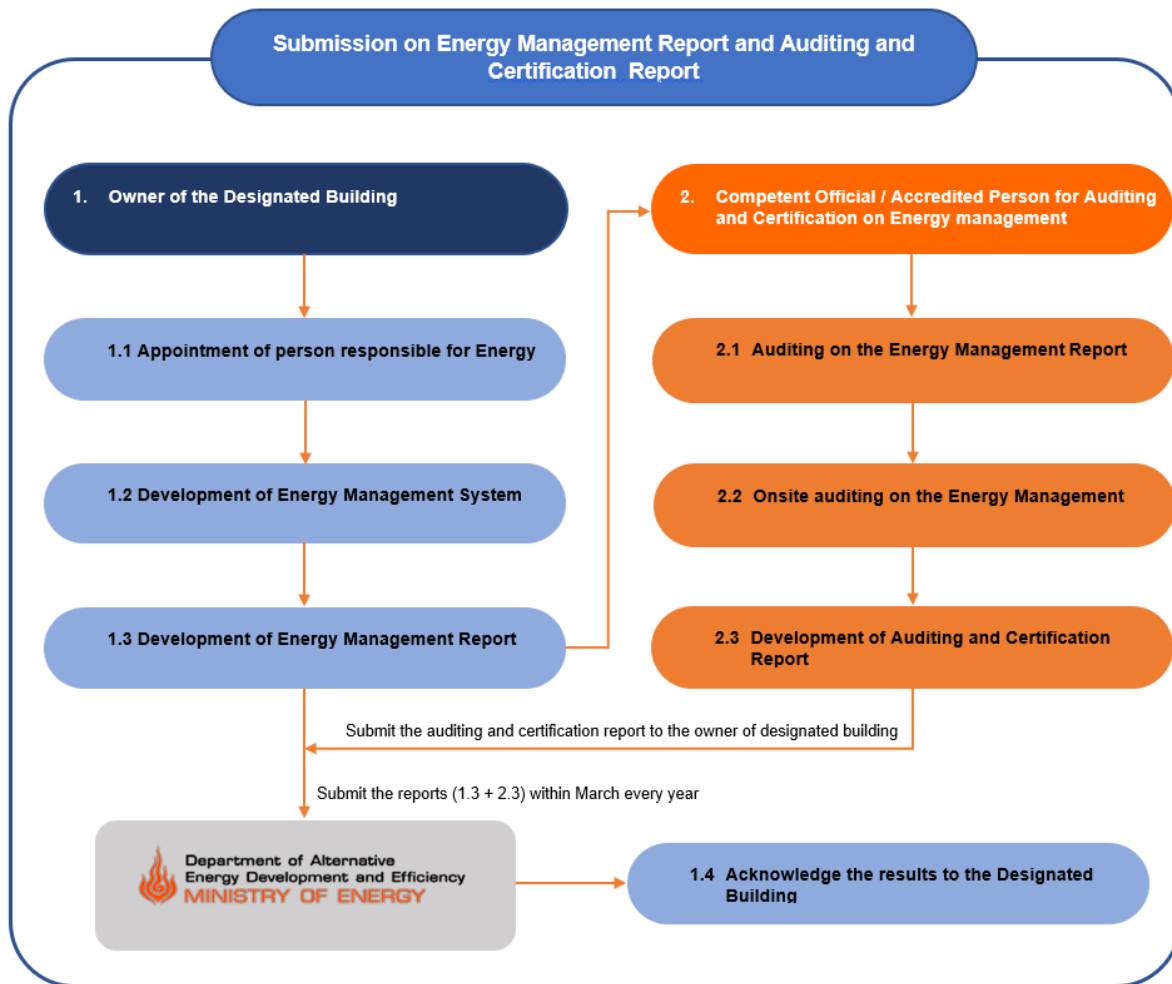 Submission on Energy Management Report and Auditing and
Certification Report
1. Owner of the Designated Building
1.1 Appointment of person responsible for Energy
1.2 Development of Energy Management System
1.3 Development of Energy Management Report
2. Competent Official / Accredited Person for Auditing
and Certification on Energy management
2.1 Auditing on the Energy Management Report
2.2 Onsite auditing on the Energy Management
2.3 Development of Auditing and Certification
Report
Submit the auditing and certification report to the owner of designated building
Submit the reports (1.3 + 2.3) within March every year
Department of Alternative
Energy Development and Efficiency
MINISTRY OF ENERGY
1.4 Acknowledge the results to the Designated
Building